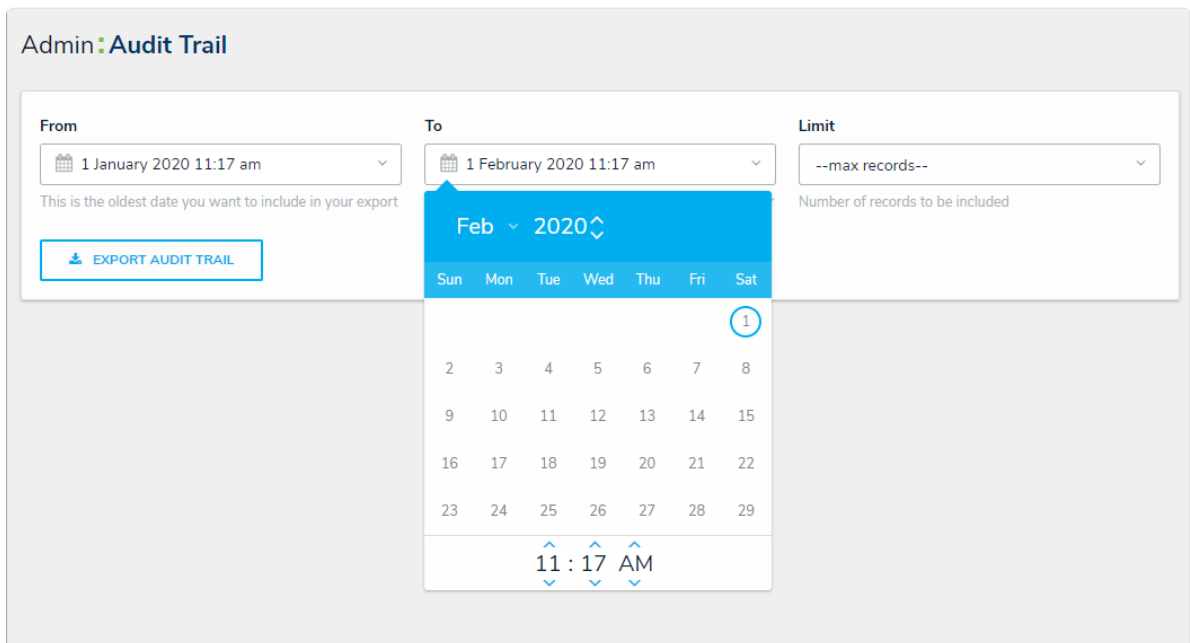 Admin:Audit Trail
From
To
Limit
1 January 2020 11:17 am
1 February 2020 11:17 am
--max records--
This is the oldest date you want to include in your export
Number of records to be included
EXPORT AUDIT TRAIL
Feb 2020
Sun Mon Tue Wed Thu Fri Sat
1
2 3 4 5 6 7 8
9 10 11 12 13 14 15
16 17 18 19 20 21 22
23 24 25 26 27 28 29
11 : 17 AM